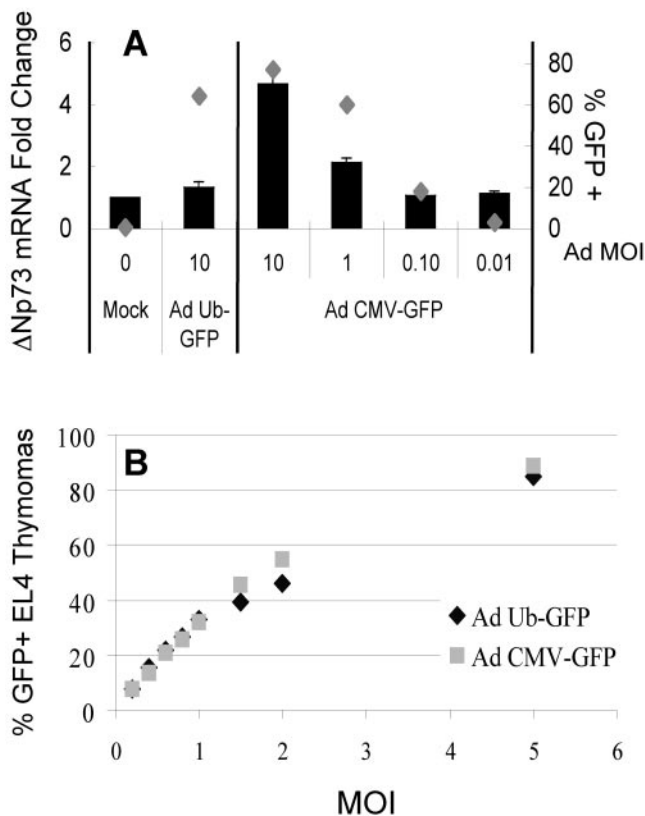 A
ΔNp73 mRNA Fold Change
6
4
2
0
80
60
40
20
0
% GFP +
0 10 10 1 0.10 0.01
Ad MOI
Mock Ad Ub-GFP Ad CMV-GFP
B
% GFP+ EL4 Thymomas
100
80
60
40
20
0
Ad Ub-GFP
Ad CMV-GFP
0 1 2 3 4 5 6
MOI